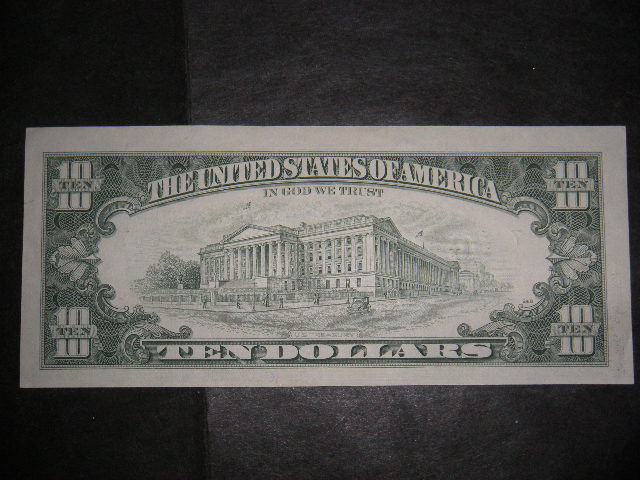 10 TEN 10 TEN
THE UNITED STATES OF AMERICA
IN GOD WE TRUST
U.S. TREASURY
TEN 10 TEN 10
TEN DOLLARS